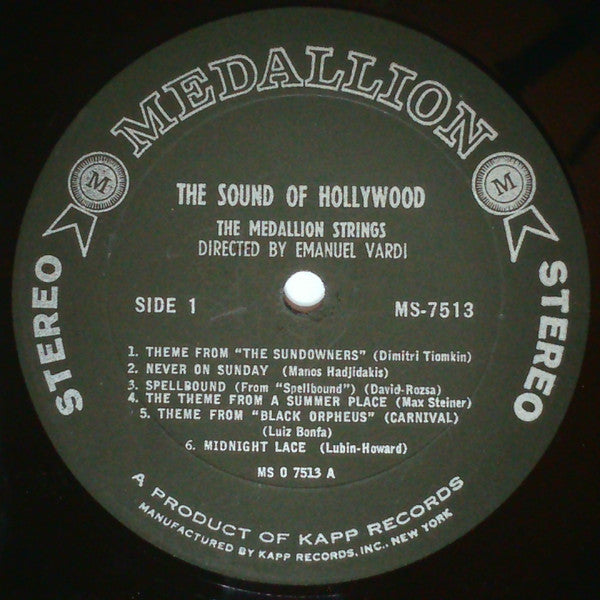 MEDALLION
M
M
STEREO
STEREO
THE SOUND OF HOLLYWOOD
THE MEDALLION STRINGS
DIRECTED BY EMANUEL VARDI
SIDE 1 MS-7513
1. THEME FROM "THE SUNDOWNERS" (Dimitri Tiomkin)
2. NEVER ON SUNDAY (Manos Hadjidakis)
3. SPELLBOUND (From "Spellbound") (David-Rozsa)
4. THE THEME FROM A SUMMER PLACE (Max Steiner)
5. THEME FROM "BLACK ORPHEUS" (CARNIVAL)
(Luiz Bonfa)
6. MIDNIGHT LACE (Lubin-Howard)
MS O 7513 A
A PRODUCT OF KAPP RECORDS
MANUFACTURED BY KAPP RECORDS, INC., NEW YORK